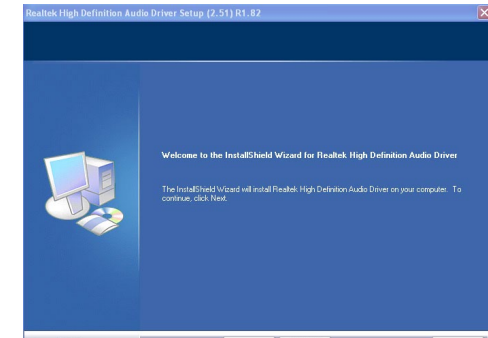 Realtek High Definition Audio Driver Setup (2.51) R1.82
Welcome to the InstallShield Wizard for Realtek High Definition Audio Driver
The InstallShield Wizard will install Realtek High Definition Audio Driver on your computer. To
continue, click Next.